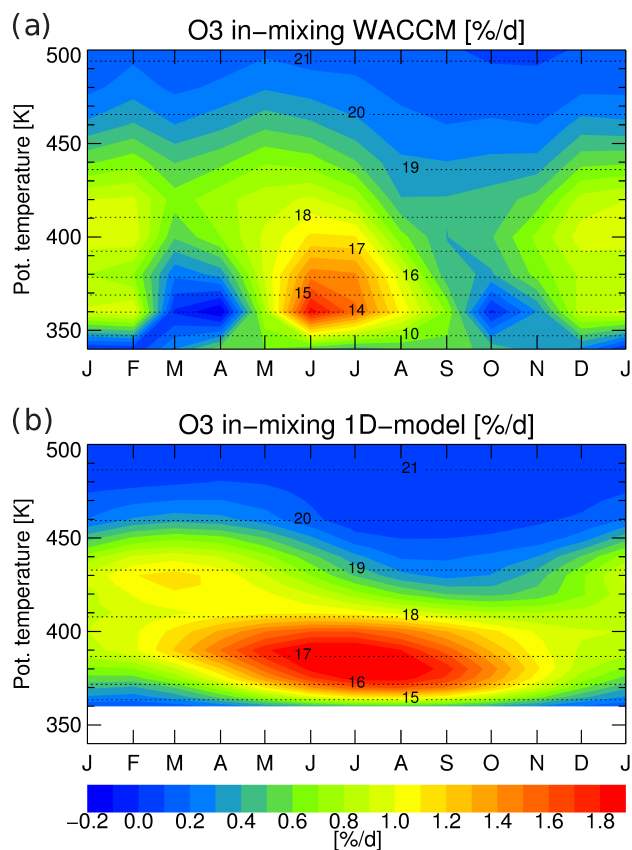 (a)
O3 in-mixing WACCM [%/d]
Pot. temperature [K]
500
450
400
350
21
20
19
18
17
16
15
14
10
J F M A M J J A S O N D J
(b)
O3 in-mixing 1D-model [%/d]
Pot. temperature [K]
500
450
400
350
21
20
19
18
17
16
15
J F M A M J J A S O N D J
-0.2 0.0 0.2 0.4 0.6 0.8 1.0 1.2 1.4 1.6 1.8
[%/d]